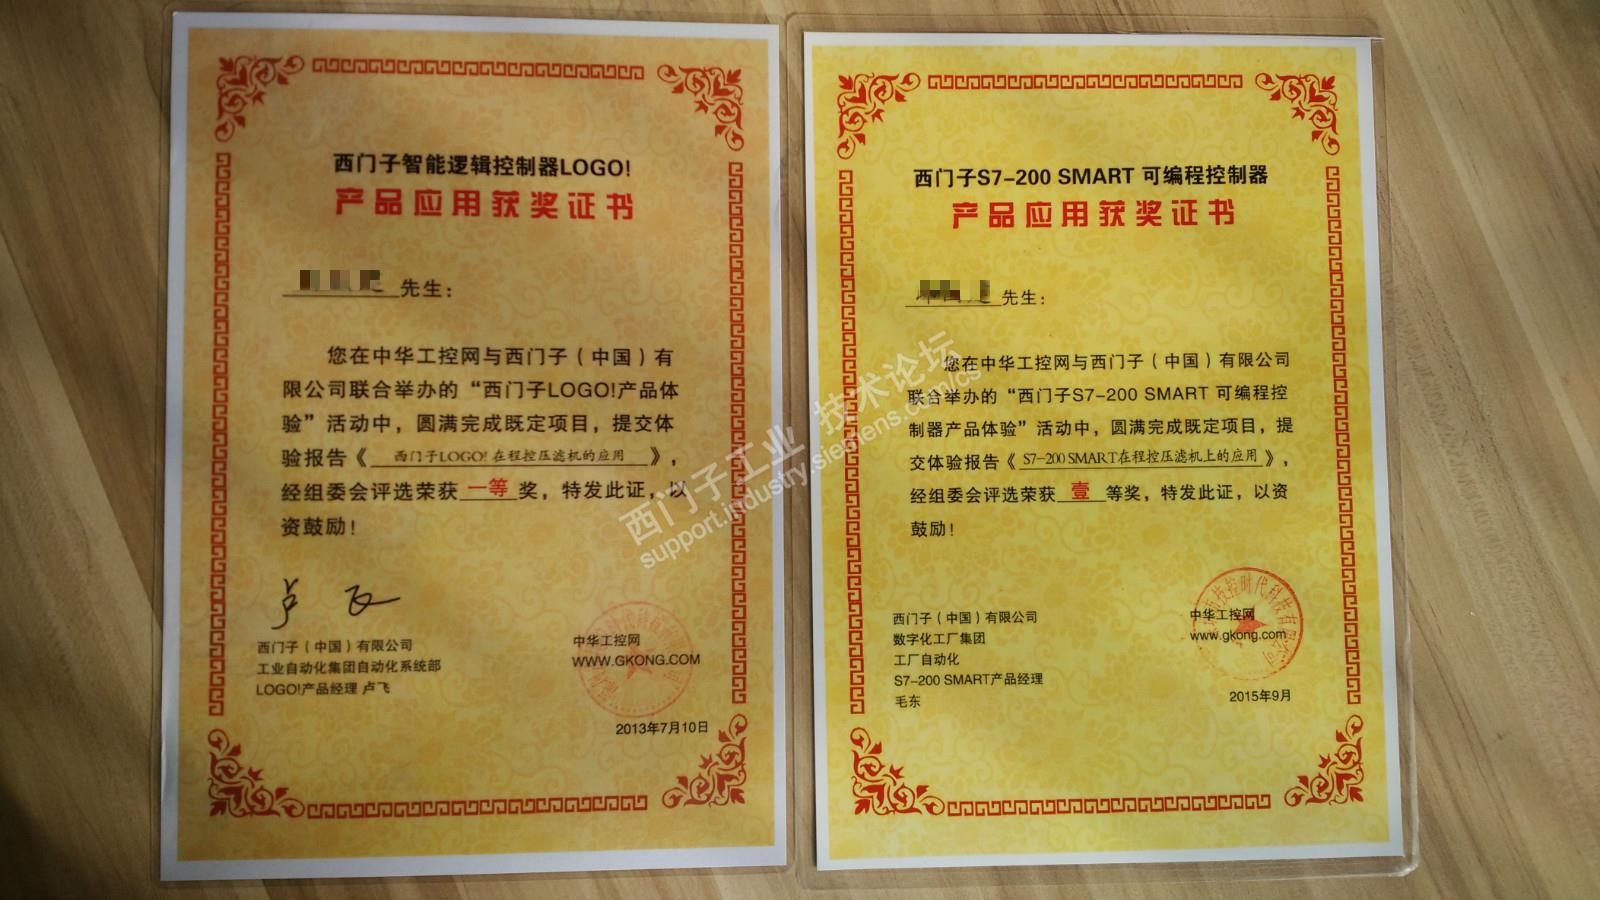 西门子智能逻辑控制器LOGO!
产品应用获奖证书
先生：
您在中华工控网与西门子（中国）有
限公司联合举办的“西门子LOGO!产品体
验”活动中，圆满完成既定项目，提交体
验报告《 西门子LOGO! 在程控压滤机的应用 》，
经组委会评选荣获 一等 奖，特发此证，以
资鼓励！
卢飞
西门子（中国）有限公司
工业自动化集团自动化系统部
LOGO!产品经理 卢飞
中华工控网
WWW.GKONG.COM
2013年7月10日
西门子S7-200 SMART 可编程控制器
产品应用获奖证书
先生：
您在中华工控网与西门子（中国）有限公司
联合举办的“西门子S7-200 SMART 可编程控
制器产品体验”活动中，圆满完成既定项目，提
交体验报告《 S7-200 SMART在程控压滤机上的应用 》，
经组委会评选荣获 壹 等奖，特发此证，以资
鼓励！
西门子（中国）有限公司
数字化工厂集团
工厂自动化
S7-200 SMART产品经理
毛东
中华工控网
www.gkong.com
2015年9月
西门子工业 技术论坛
support.industry.siemens.com/cs